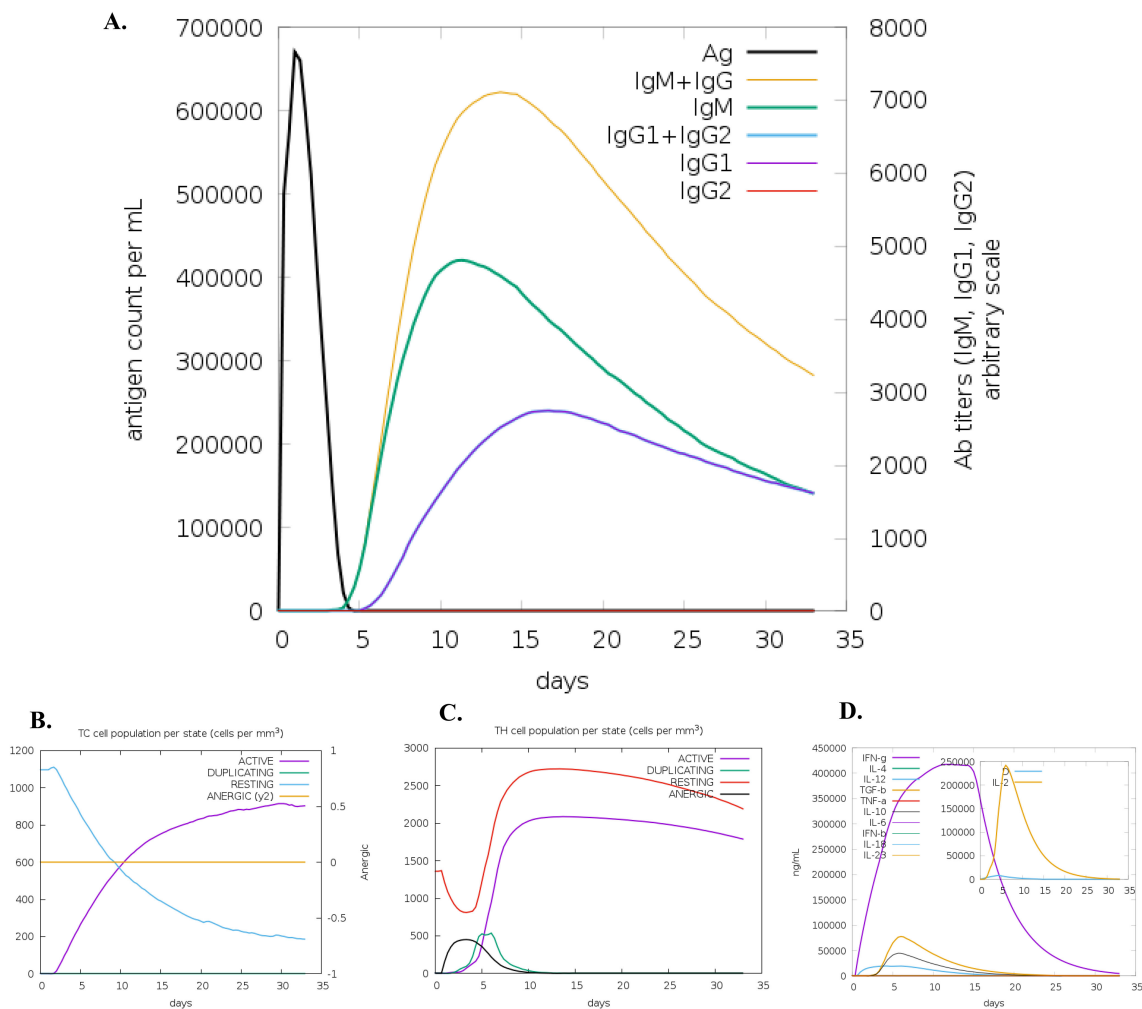 A.
Ag
IgM+IgG
IgM
IgG1+IgG2
IgG1
IgG2
700000
600000
500000
400000
300000
200000
100000
0
antigen count per mL
8000
7000
6000
5000
4000
3000
2000
1000
0
Ab titers (IgM, IgG1, IgG2)
arbitrary scale
0 5 10 15 20 25 30 35
days
B.
TC cell population per state (cells per mm³)
ACTIVE
DUPLICATING
RESTING
ANERGIC (y2)
1200
1000
800
600
400
200
0
1
0.5
0
-0.5
-1
Anergic
0 5 10 15 20 25 30 35
days
C.
TH cell population per state (cells per mm³)
ACTIVE
DUPLICATING
RESTING
ANERGIC
3000
2500
2000
1500
1000
500
0
0 5 10 15 20 25 30 35
days
D.
IFN-g
IL-4
IL-12
TGF-b
TNF-a
IL-10
IL-6
IFN-b
IL-18
IL-23
450000
400000
350000
300000
250000
200000
150000
100000
50000
0
ng/mL
0 5 10 15 20 25 30 35
days
D
IL-2
250000
200000
150000
100000
50000
0
0 5 10 15 20 25 30 35